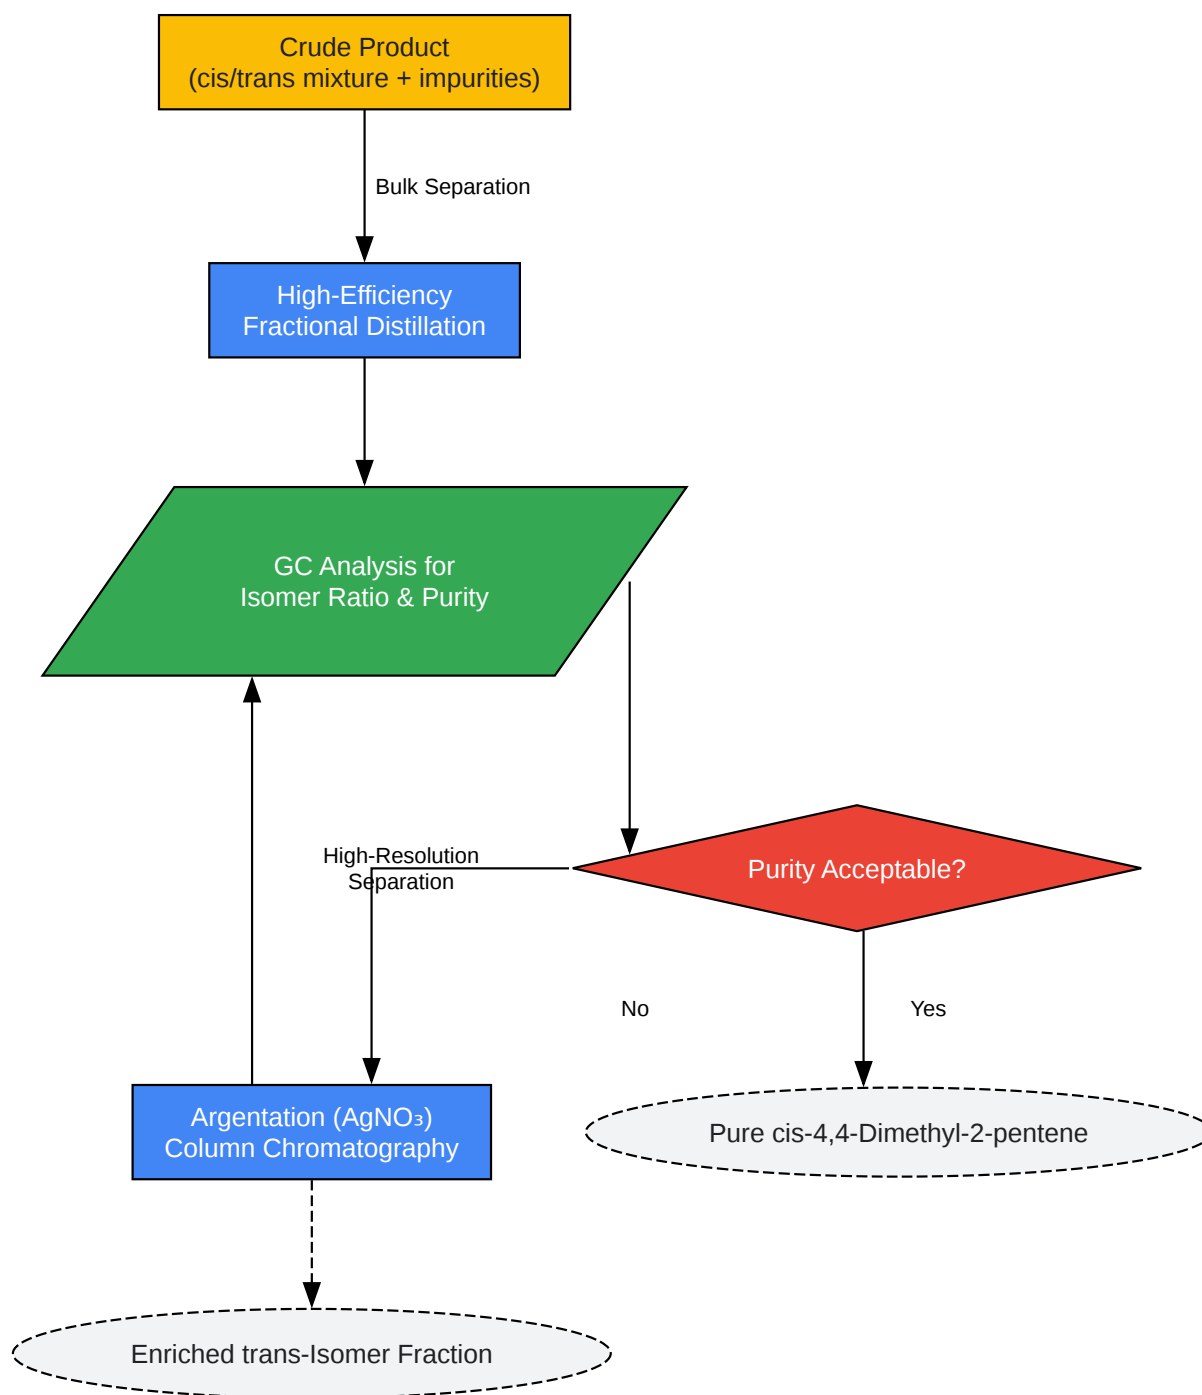 Crude Product
(cis/trans mixture + impurities)
Bulk Separation
High-Efficiency
Fractional Distillation
GC Analysis for
Isomer Ratio & Purity
High-Resolution
Separation
Purity Acceptable?
No
Yes
Argentation (AgNO₃)
Column Chromatography
Pure cis-4,4-Dimethyl-2-pentene
Enriched trans-Isomer Fraction